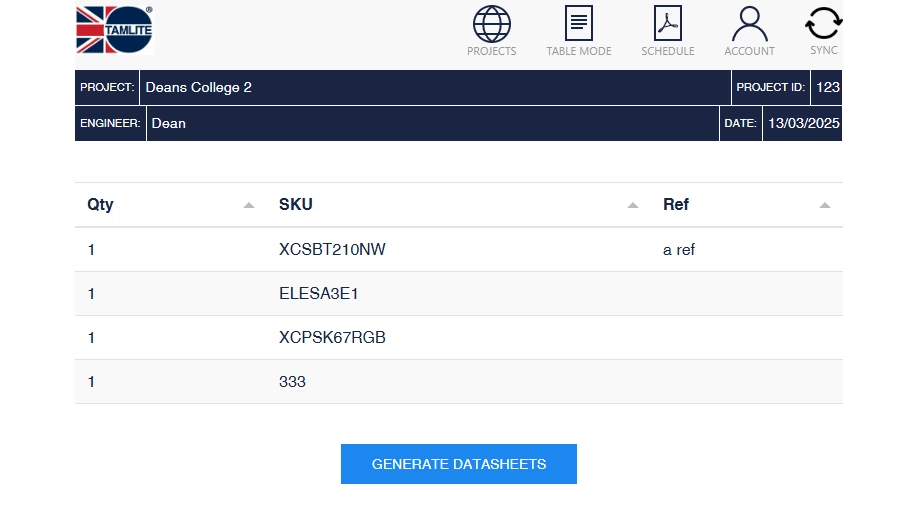 TAMLITE®
PROJECTS TABLE MODE SCHEDULE ACCOUNT SYNC
PROJECT: Deans College 2 PROJECT ID: 123
ENGINEER: Dean DATE: 13/03/2025
Qty SKU Ref
1 XCSBT210NW a ref
1 ELESA3E1
1 XCPSK67RGB
1 333
GENERATE DATASHEETS